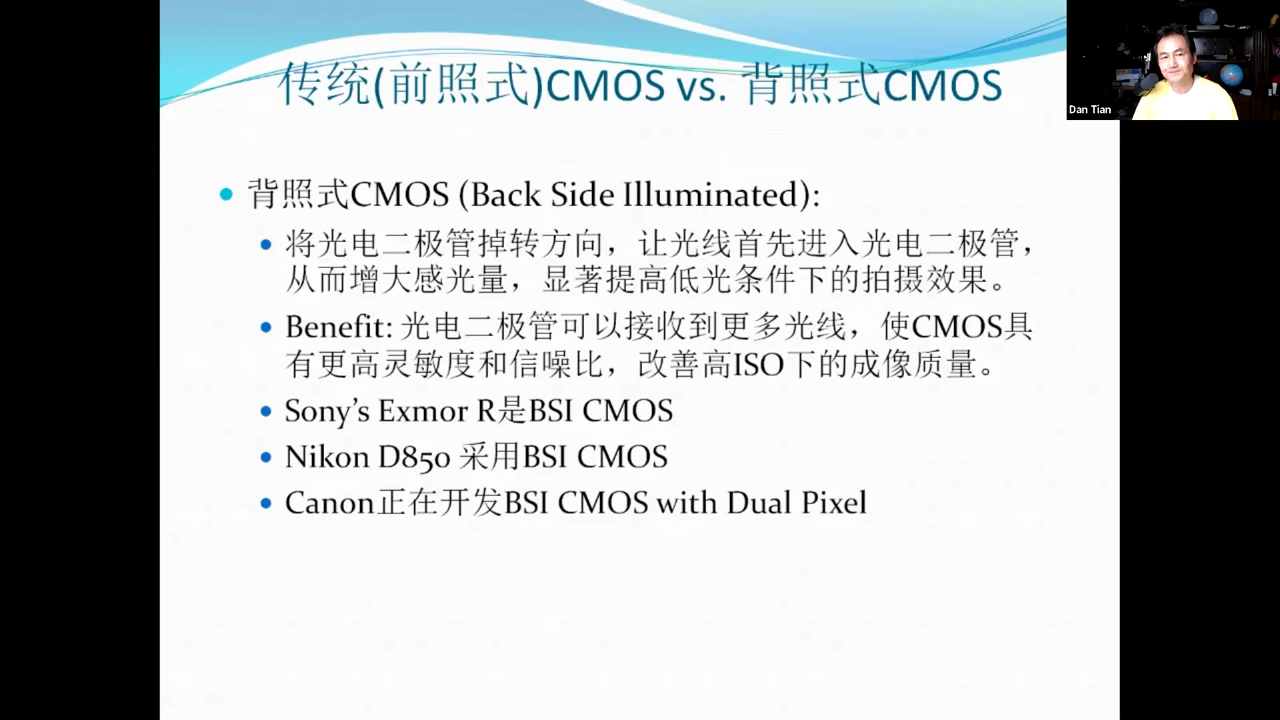 传统(前照式)CMOS vs. 背照式CMOS
Dan Tian
背照式CMOS (Back Side Illuminated):
将光电二极管掉转方向，让光线首先进入光电二极管，
从而增大感光量，显著提高低光条件下的拍摄效果。
Benefit: 光电二极管可以接收到更多光线，使CMOS具
有更高灵敏度和信噪比，改善高ISO下的成像质量。
Sony's Exmor R是BSI CMOS
Nikon D850 采用BSI CMOS
Canon正在开发BSI CMOS with Dual Pixel